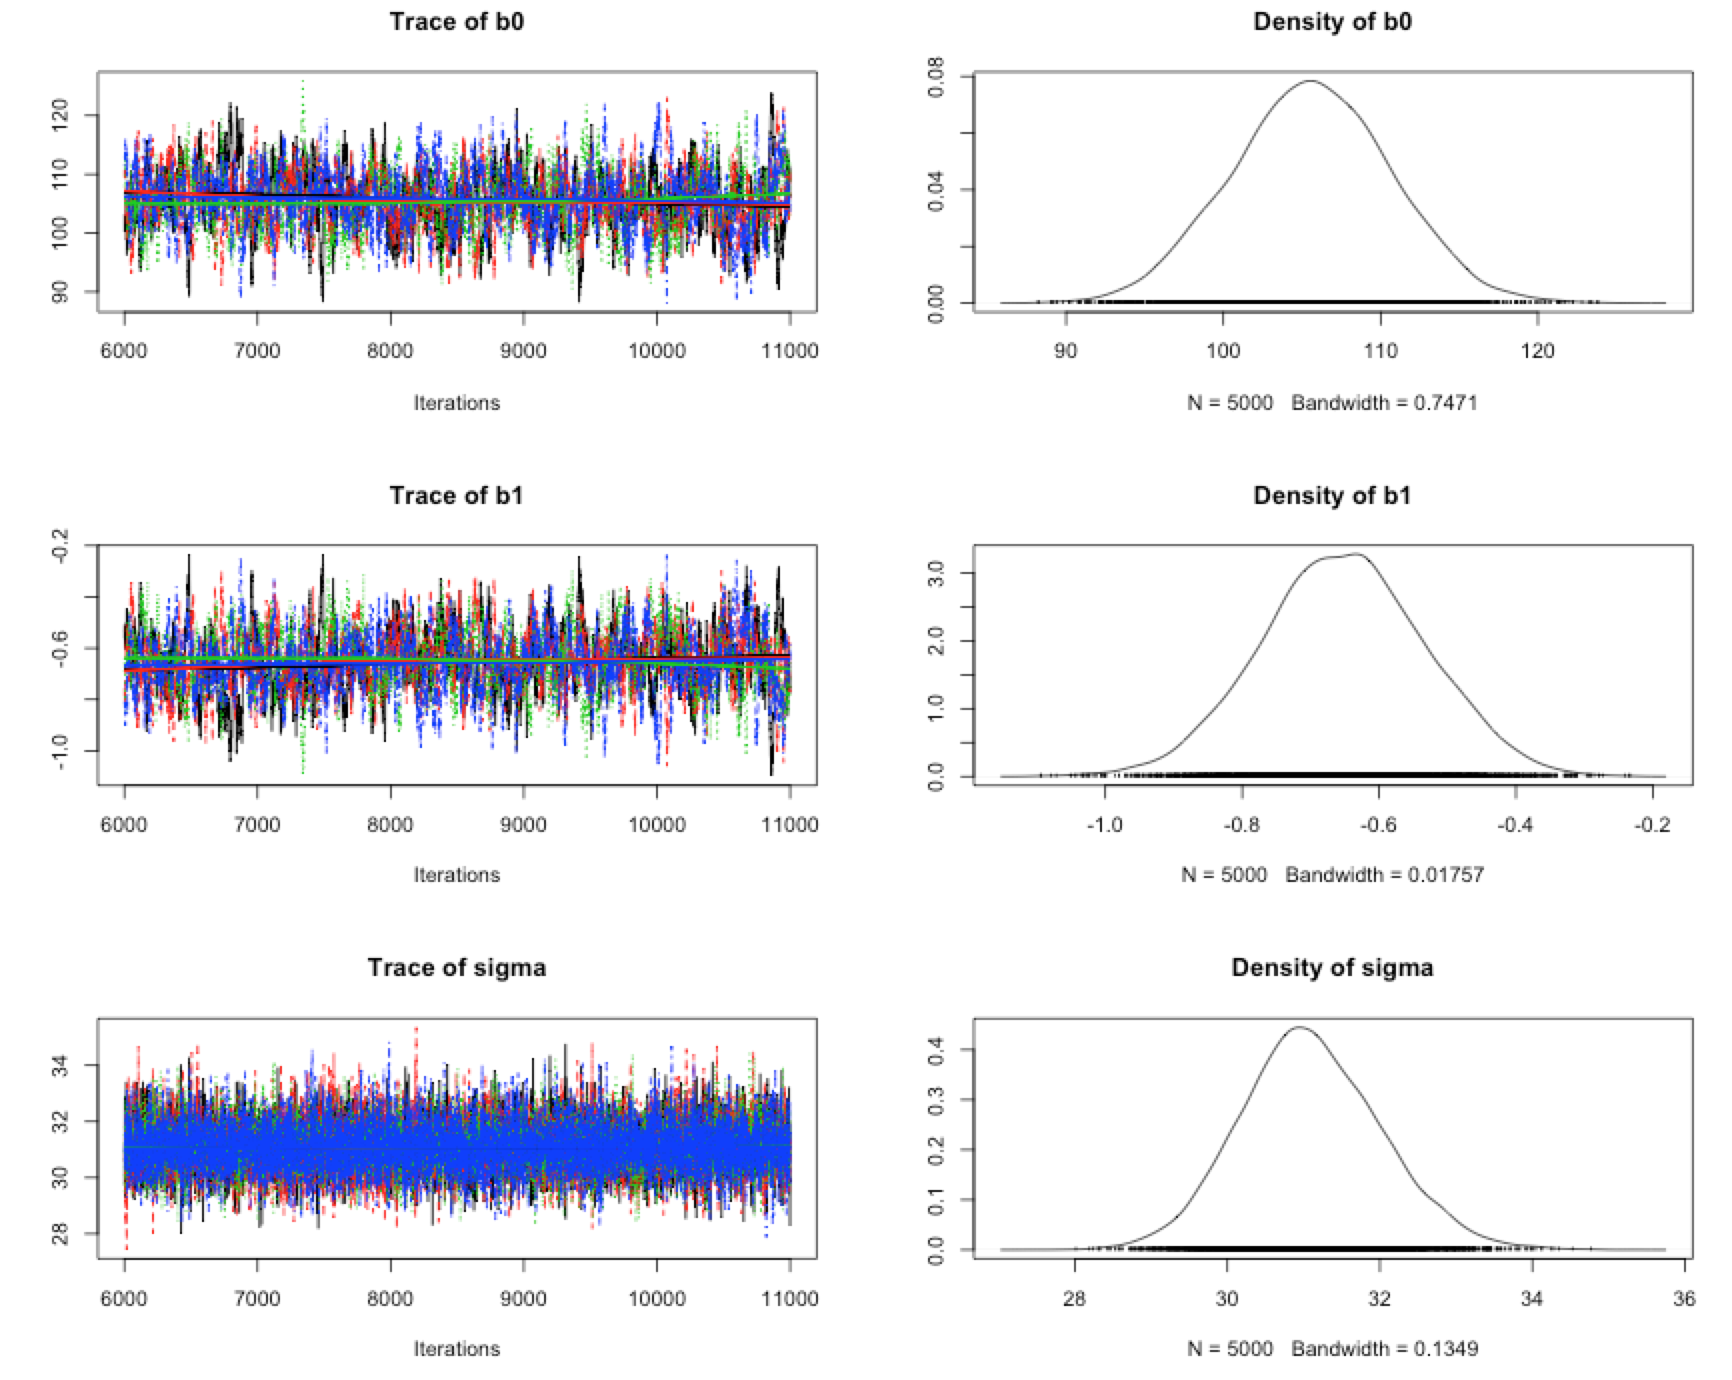 Trace of b0
120
110
100
90
6000 7000 8000 9000 10000 11000
Iterations
Density of b0
0.08
0.04
0.00
90 100 110 120
N = 5000 Bandwidth = 0.7471
Trace of b1
-0.2
-0.6
-1.0
6000 7000 8000 9000 10000 11000
Iterations
Density of b1
3.0
2.0
1.0
0.0
-1.0 -0.8 -0.6 -0.4 -0.2
N = 5000 Bandwidth = 0.01757
Trace of sigma
34
32
30
28
6000 7000 8000 9000 10000 11000
Iterations
Density of sigma
0.4
0.3
0.2
0.1
0.0
28 30 32 34 36
N = 5000 Bandwidth = 0.1349